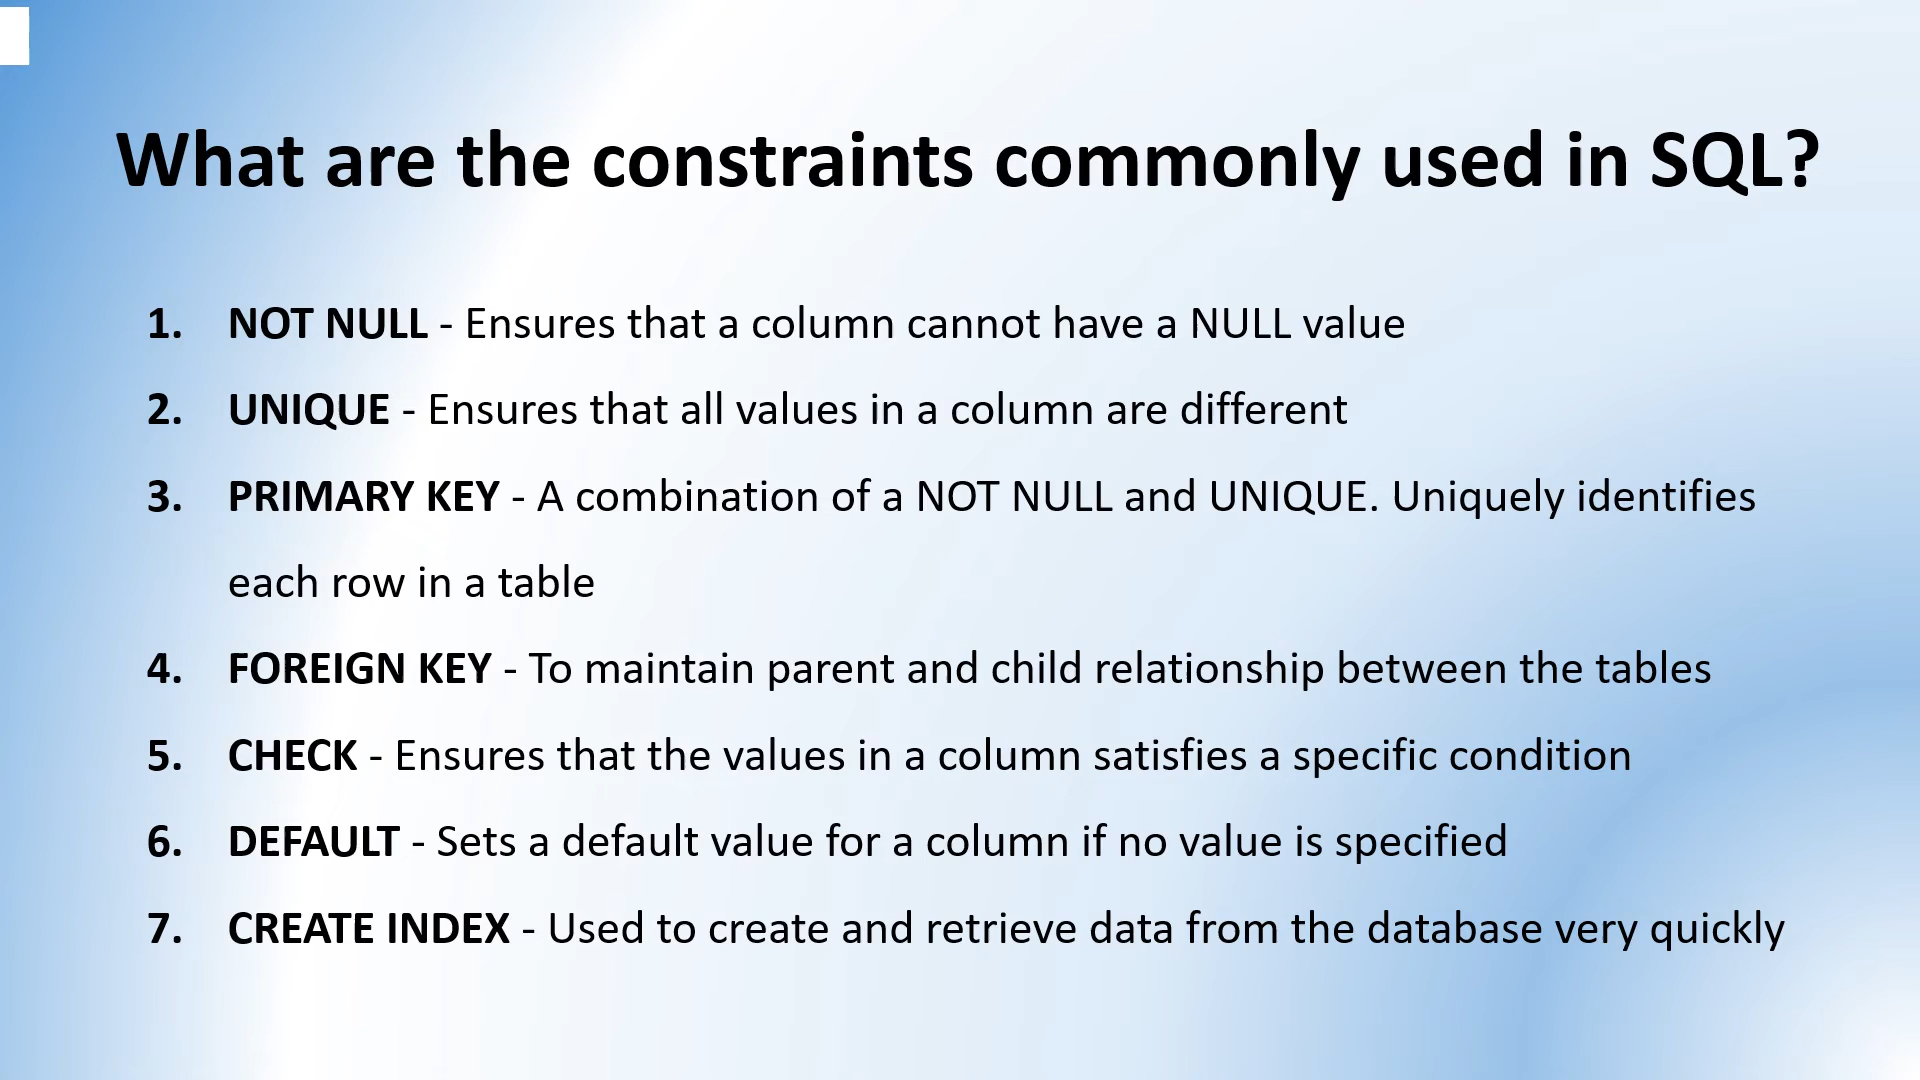 What are the constraints commonly used in SQL?
1. NOT NULL - Ensures that a column cannot have a NULL value
2. UNIQUE - Ensures that all values in a column are different
3. PRIMARY KEY - A combination of a NOT NULL and UNIQUE. Uniquely identifies
each row in a table
4. FOREIGN KEY - To maintain parent and child relationship between the tables
5. CHECK - Ensures that the values in a column satisfies a specific condition
6. DEFAULT - Sets a default value for a column if no value is specified
7. CREATE INDEX - Used to create and retrieve data from the database very quickly